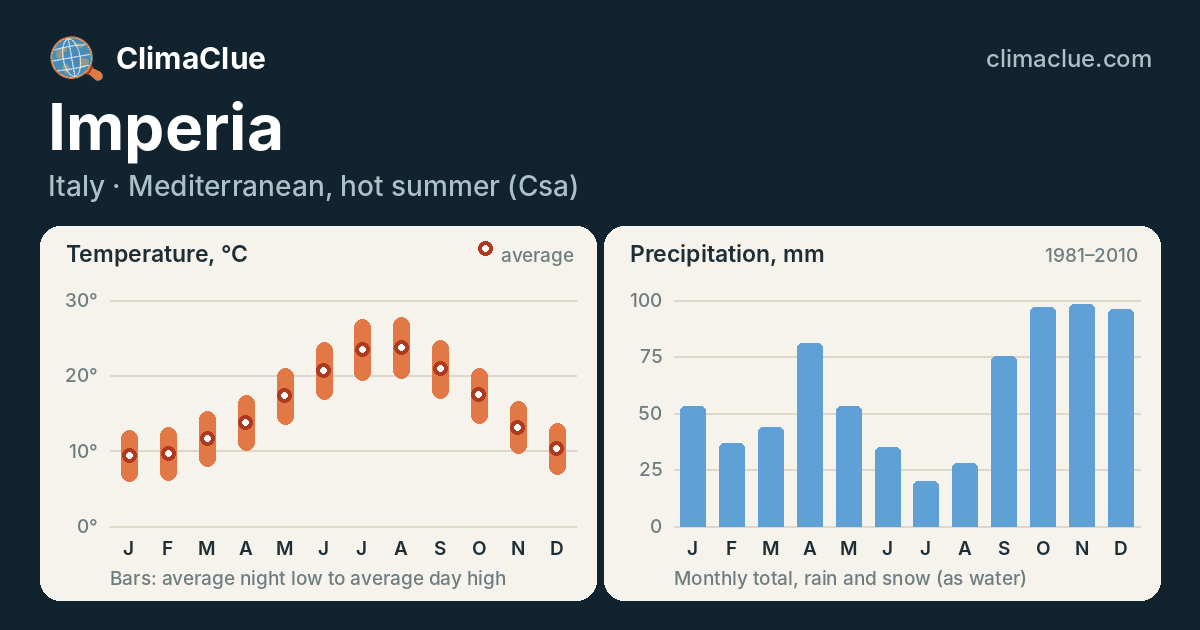 ClimaClue
climaclue.com
Imperia
Italy · Mediterranean, hot summer (Csa)
Temperature, °C
average
30°
20°
10°
0°
J F M A M J J A S O N D
Bars: average night low to average day high
Precipitation, mm
1981–2010
100
75
50
25
0
J F M A M J J A S O N D
Monthly total, rain and snow (as water)